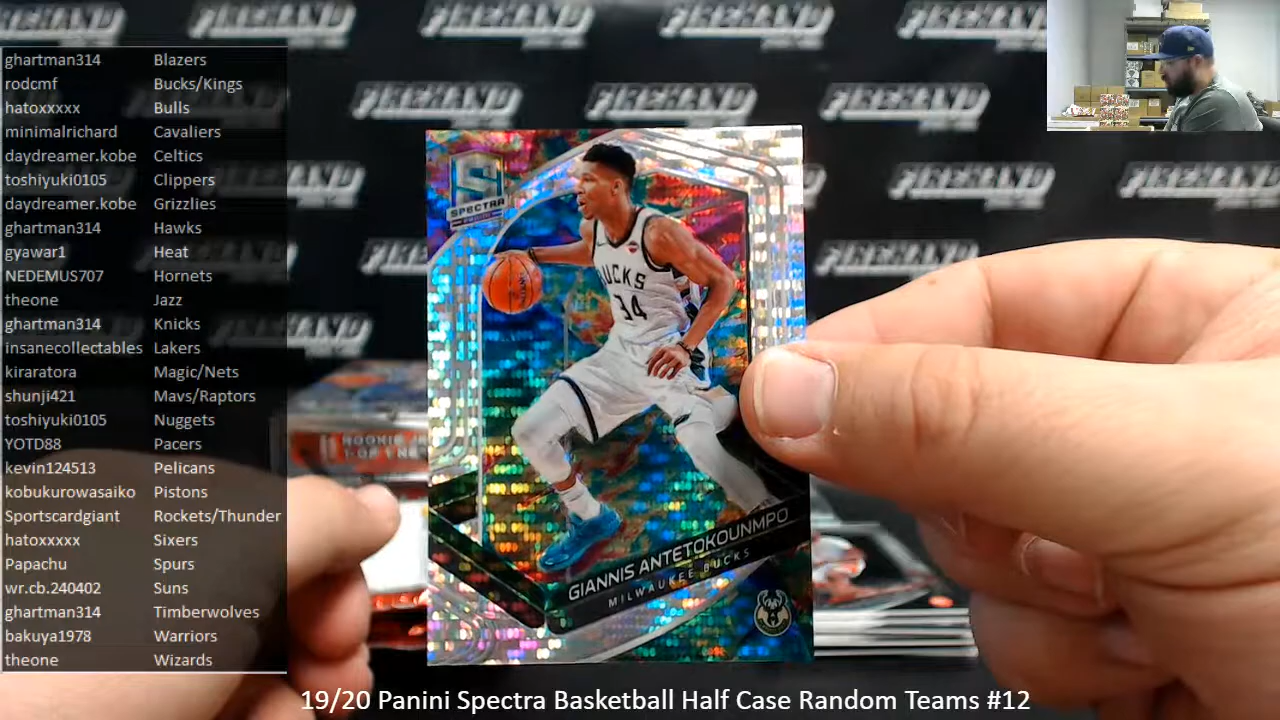 FIREHAND
ghartman314 Blazers
rodcmf Bucks/Kings
hatoxxxxx Bulls
minimalrichard Cavaliers
daydreamer.kobe Celtics
toshiyuki0105 Clippers
daydreamer.kobe Grizzlies
ghartman314 Hawks
gyawar1 Heat
NEDEMUS707 Hornets
theone Jazz
ghartman314 Knicks
insanecollectables Lakers
kiraratora Magic/Nets
shunji421 Mavs/Raptors
toshiyuki0105 Nuggets
YOTD88 Pacers
kevin124513 Pelicans
kobukurowasaiko Pistons
Sportscardgiant Rockets/Thunder
hatoxxxxx Sixers
Papachu Spurs
wr.cb.240402 Suns
ghartman314 Timberwolves
bakuya1978 Warriors
theone Wizards
S
SPECTRA
BUCKS
34
GIANNIS ANTETOKOUNMPO
MILWAUKEE BUCKS
19/20 Panini Spectra Basketball Half Case Random Teams #12